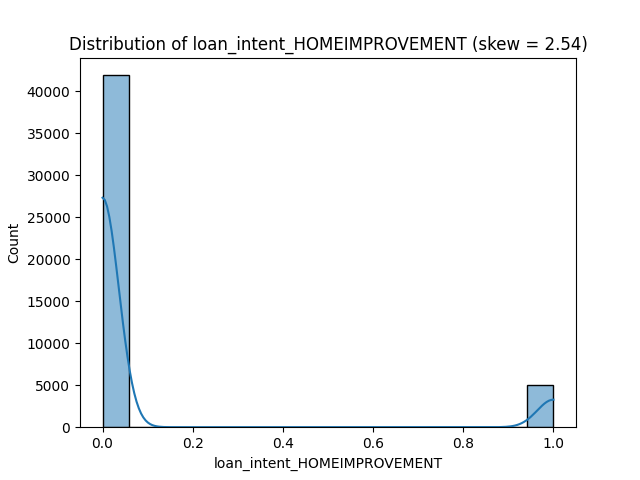 Distribution of loan_intent_HOMEIMPROVEMENT (skew = 2.54)
40000
35000
30000
25000
20000
15000
10000
5000
0
Count
0.0 0.2 0.4 0.6 0.8 1.0
loan_intent_HOMEIMPROVEMENT